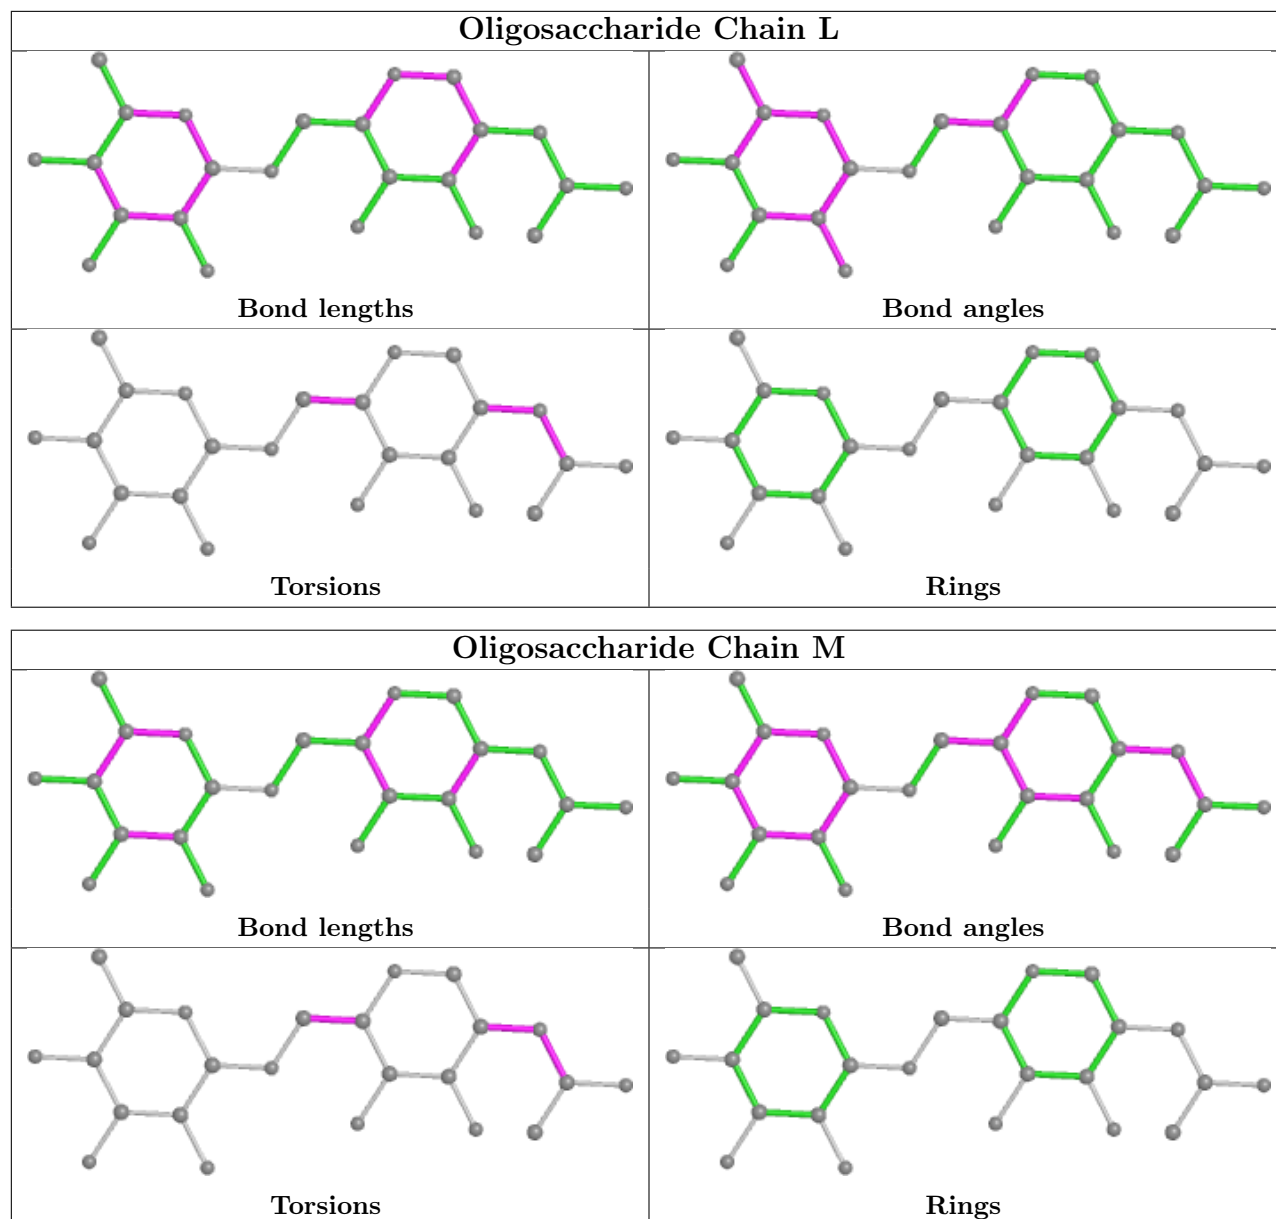 Oligosaccharide Chain L
Bond lengths
Bond angles
Torsions
Rings
Oligosaccharide Chain M
Bond lengths
Bond angles
Torsions
Rings